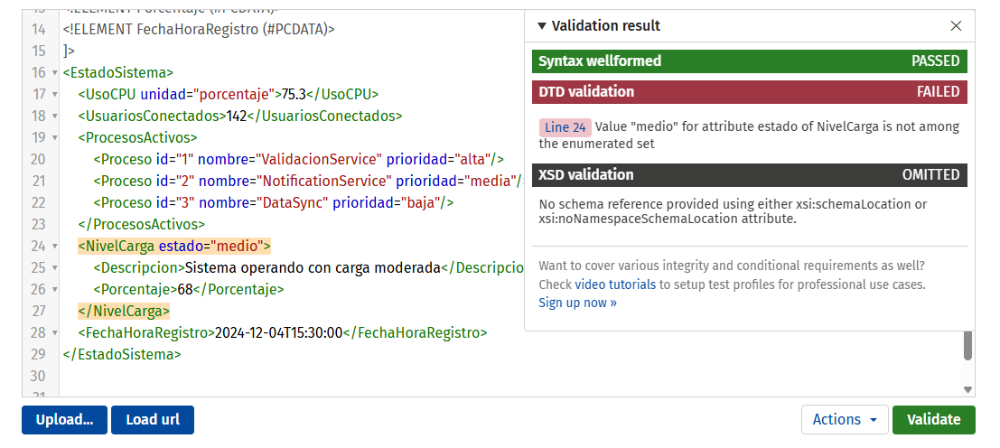 14 <!ELEMENT FechaHoraRegistro (#PCDATA)>
15 ]>
16 <EstadoSistema>
17 <UsoCPU unidad="porcentaje">75.3</UsoCPU>
18 <UsuariosConectados>142</UsuariosConectados>
19 <ProcesosActivos>
20 <Proceso id="1" nombre="ValidacionService" prioridad="alta"/>
21 <Proceso id="2" nombre="NotificationService" prioridad="media"/
22 <Proceso id="3" nombre="DataSync" prioridad="baja"/>
23 </ProcesosActivos>
24 <NivelCarga estado="medio">
25 <Descripcion>Sistema operando con carga moderada</Descripcio
26 <Porcentaje>68</Porcentaje>
27 </NivelCarga>
28 <FechaHoraRegistro>2024-12-04T15:30:00</FechaHoraRegistro>
29 </EstadoSistema>
30
Validation result
Syntax wellformed PASSED
DTD validation FAILED
Line 24 Value "medio" for attribute estado of NivelCarga is not among
the enumerated set
XSD validation OMITTED
No schema reference provided using either xsi:schemaLocation or
xsi:noNamespaceSchemaLocation attribute.
Want to cover various integrity and conditional requirements as well?
Check video tutorials to setup test profiles for professional use cases.
Sign up now »
Upload... Load url Actions Validate